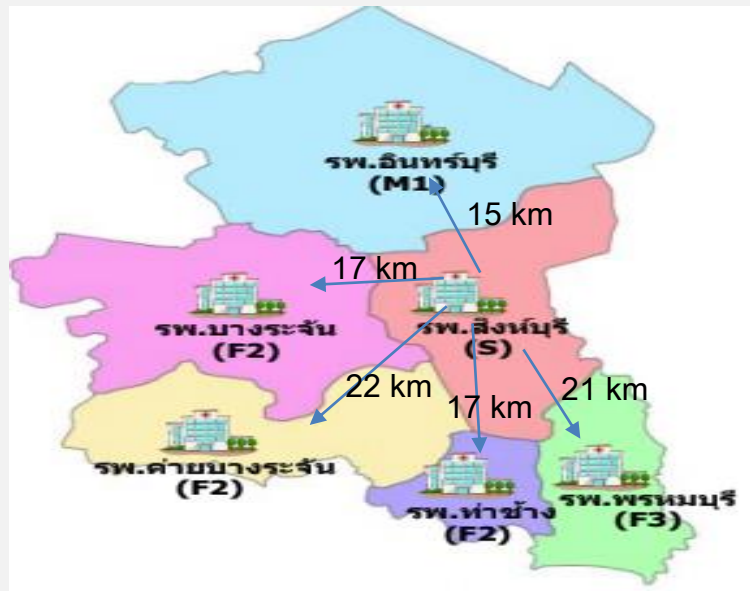 รพ.อินทร์บุรี
(M1)
15 km
17 km
รพ.บางระจัน
(F2)
รพ.สิงห์บุรี
(S)
22 km
17 km
21 km
รพ.ค่ายบางระจัน
(F2)
รพ.ท่าช้าง
(F2)
รพ.พรหมบุรี
(F3)